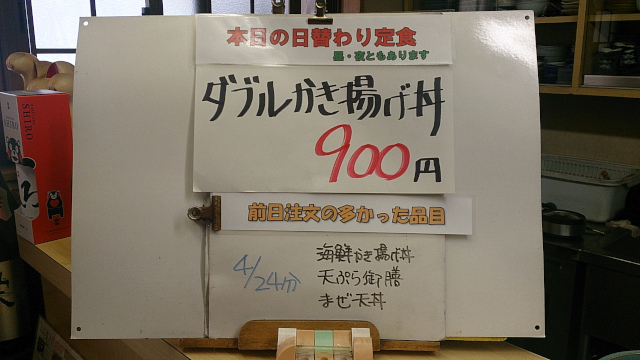 本日の日替わり定食
昼・夜ともあります
ダブルかき揚げ丼
900円
前日注文の多かった品目
4/24分
海鮮かき揚げ丼
天ぷら御膳
まぜ天丼
SHIRO